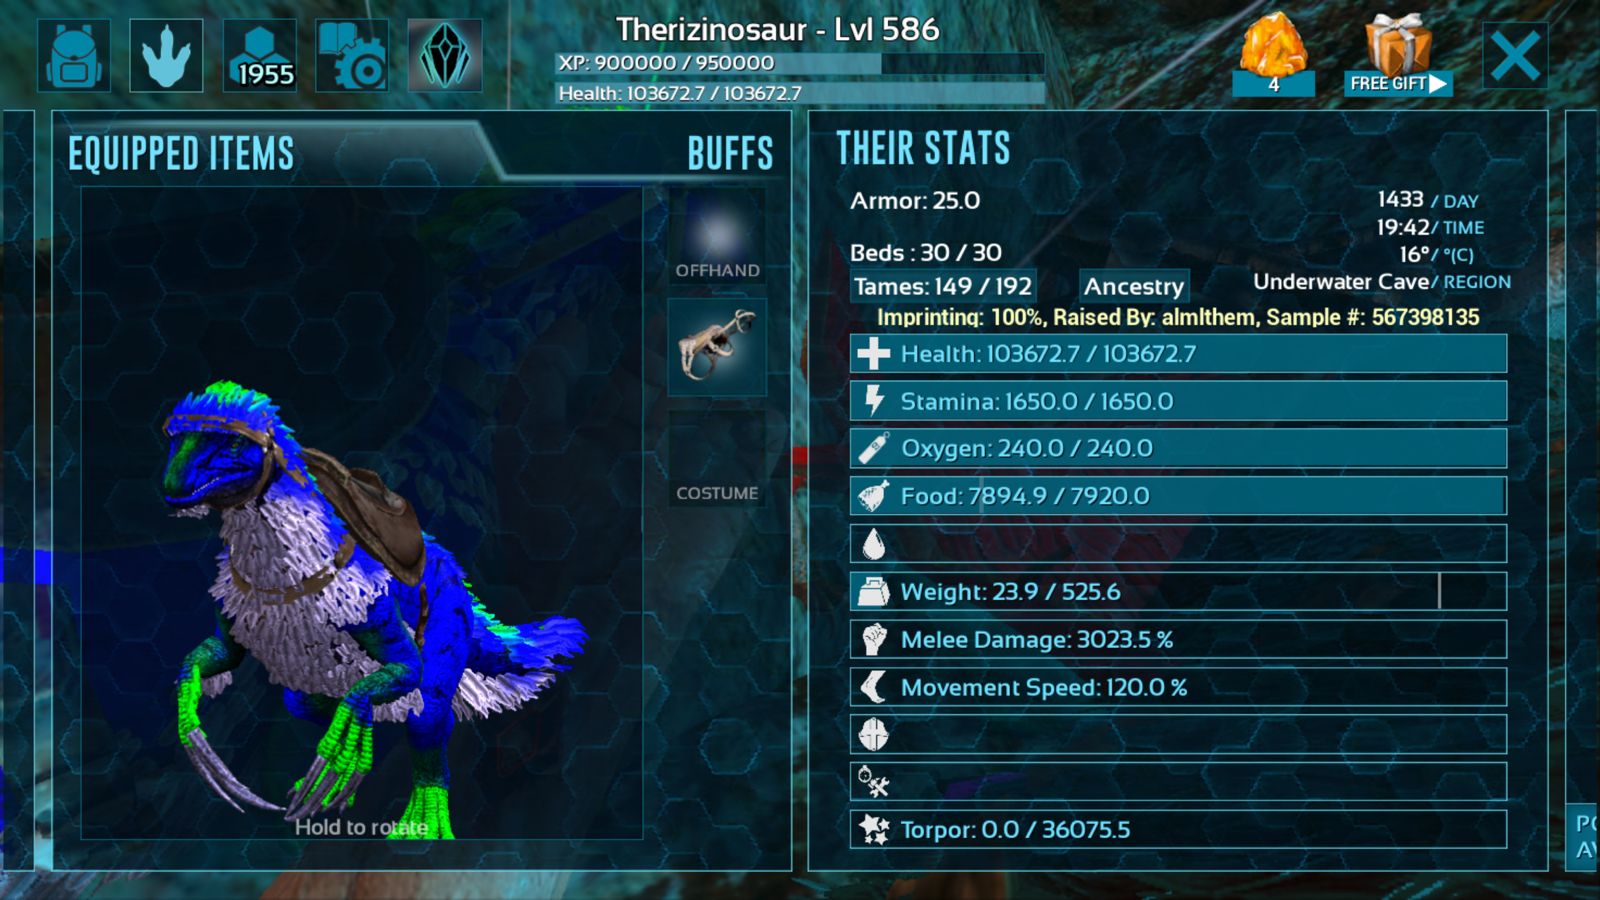 Therizinosaur - Lvl 586
XP: 900000 / 950000
Health: 103672.7 / 103672.7
1955
4
FREE GIFT
EQUIPPED ITEMS
BUFFS
OFFHAND
COSTUME
Hold to rotate
THEIR STATS
Armor: 25.0
1433 / DAY
19:42/ TIME
Beds : 30 / 30
16°/ °(C)
Tames: 149 / 192
Ancestry
Underwater Cave/ REGION
Imprinting: 100%, Raised By: almlthem, Sample #: 567398135
Health: 103672.7 / 103672.7
Stamina: 1650.0 / 1650.0
Oxygen: 240.0 / 240.0
Food: 7894.9 / 7920.0
Weight: 23.9 / 525.6
Melee Damage: 3023.5 %
Movement Speed: 120.0 %
Torpor: 0.0 / 36075.5